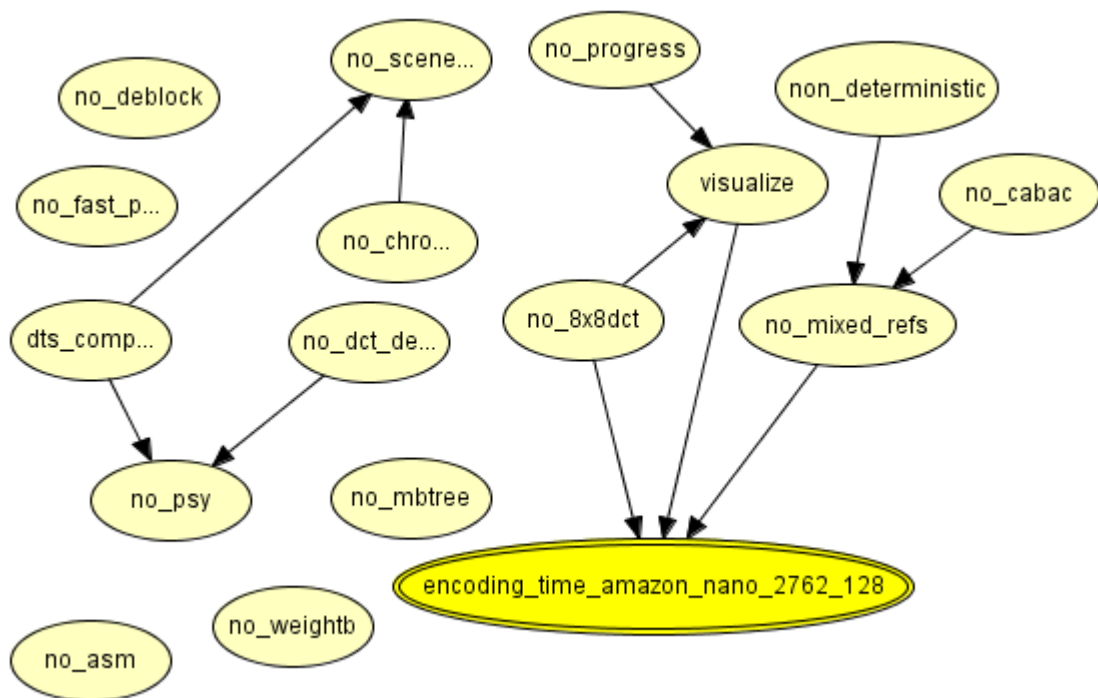 no_scene...
no_progress
no_deblock
non_deterministic
visualize
no_cabac
no_fast_p...
no_chro...
no_8x8dct
no_mixed_refs
dts_comp...
no_dct_de...
no_psy
no_mbtree
encoding_time_amazon_nano_2762_128
no_weightb
no_asm